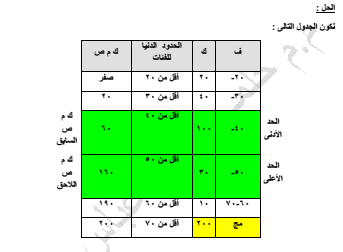 الحل :
نكون الجدول التالى :
ف ك الحدود الدنيا للفئات ك م ص
٢٠- ٢٠ أقل من ٢٠ صفر
٣٠- ٤٠ أقل من ٣٠ ٢٠
الحد الأدنى ٤٠- ١٠٠ أقل من ٤٠ ٦٠ ك م ص السابق
الحد الأعلى ٥٠- ٣٠ أقل من ٥٠ ١٦٠ ك م ص اللاحق
٦٠-٧٠ ١٠ أقل من ٦٠ ١٩٠
مج ٢٠٠ أقل من ٧٠ ٢٠٠